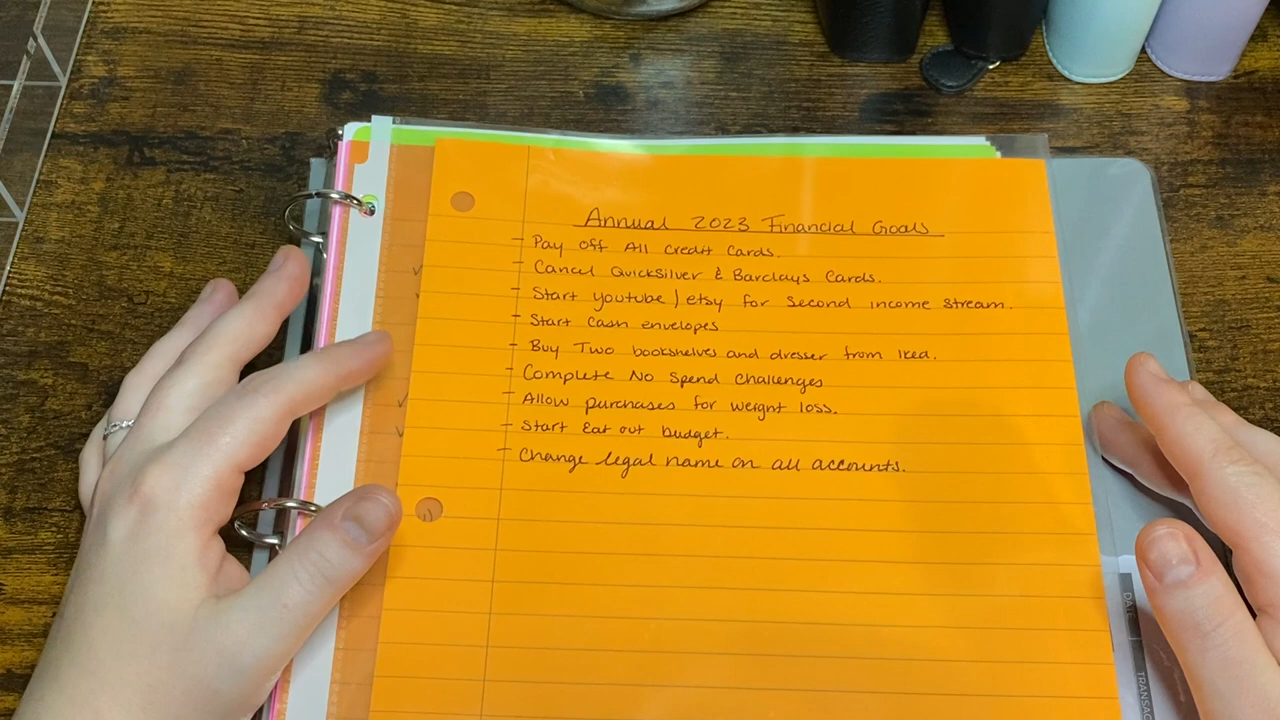 Annual 2023 Financial Goals
- Pay off All Credit Cards.
- Cancel Quicksilver & Barclays Cards.
- Start youtube / etsy for second income stream.
- Start Cash envelopes
- Buy Two bookshelves and dresser from Ikea.
- Complete No Spend Challenges
- Allow purchases for weight loss.
- Start Eat out budget.
- Change legal name on all accounts.
DATE